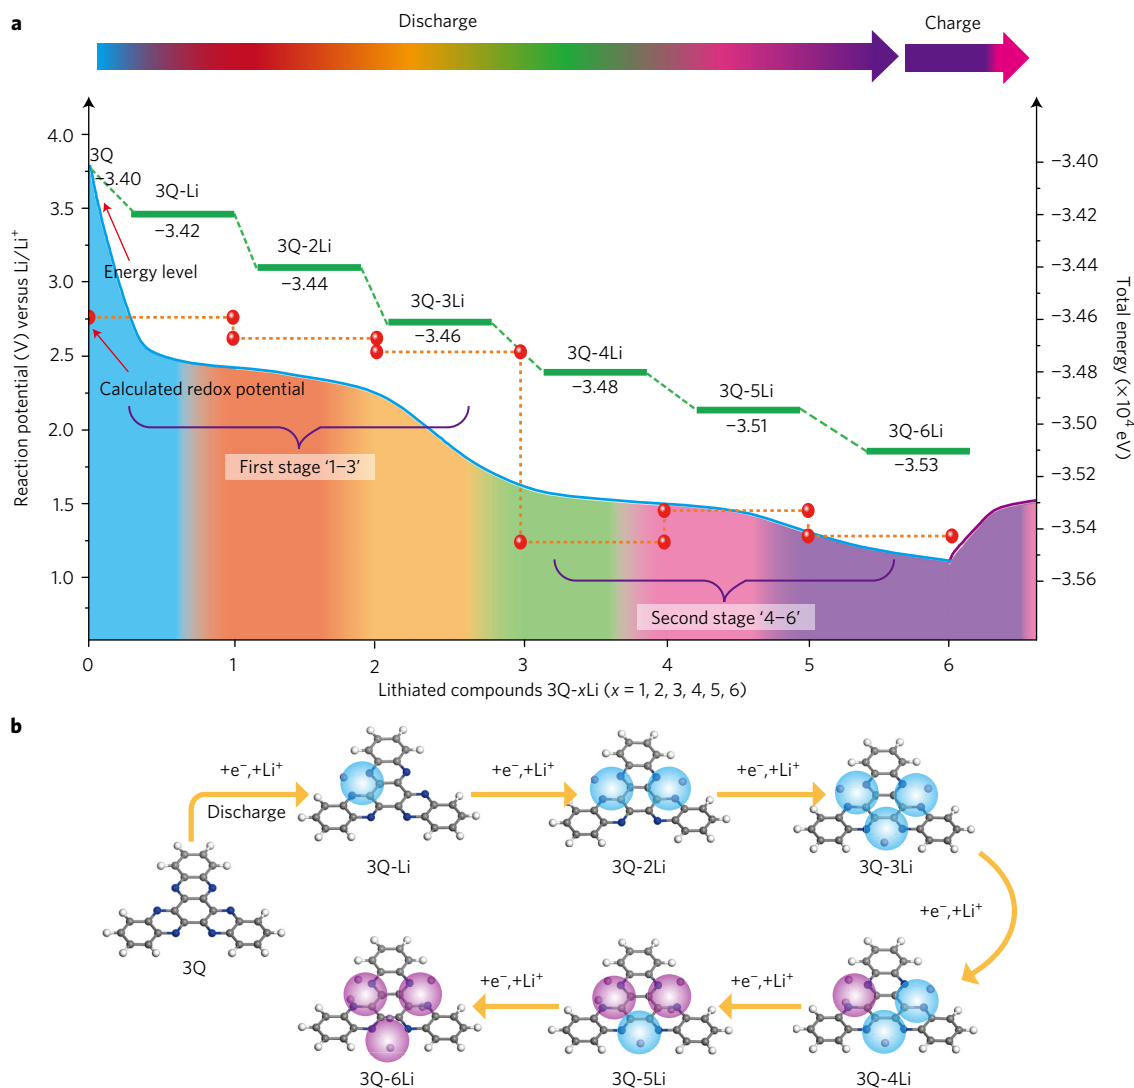 a
Discharge
Charge
4.0
3.5
3.0
2.5
2.0
1.5
1.0
Reaction potential (V) versus Li/Li⁺
3Q
−3.40
3Q-Li
−3.42
3Q-2Li
−3.44
3Q-3Li
−3.46
3Q-4Li
−3.48
3Q-5Li
−3.51
3Q-6Li
−3.53
Energy level
Calculated redox potential
First stage ‘1–3’
Second stage ‘4–6’
−3.40
−3.42
−3.44
−3.46
−3.48
−3.50
−3.52
−3.54
−3.56
Total energy (×10⁴ eV)
0 1 2 3 4 5 6
Lithiated compounds 3Q-xLi (x = 1, 2, 3, 4, 5, 6)
b
+e⁻,+Li⁺
Discharge
+e⁻,+Li⁺
+e⁻,+Li⁺
3Q-Li
3Q-2Li
3Q-3Li
+e⁻,+Li⁺
3Q
+e⁻,+Li⁺
+e⁻,+Li⁺
3Q-6Li
3Q-5Li
3Q-4Li